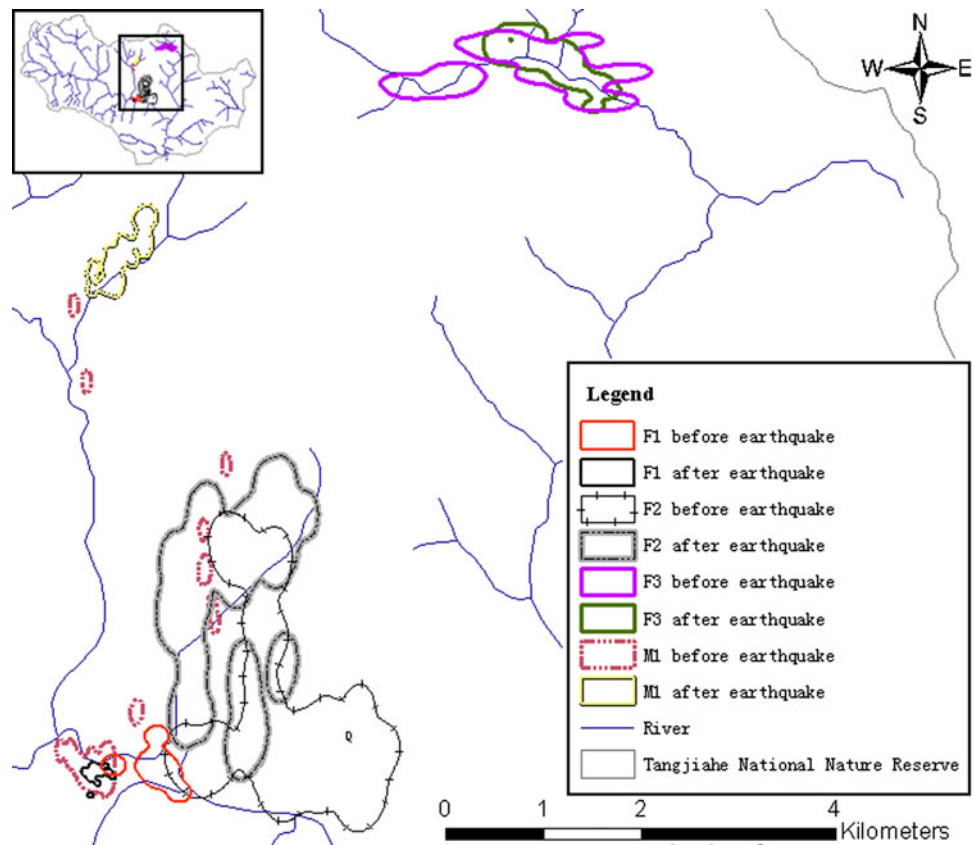 N
W E
S
Legend
F1 before earthquake
F1 after earthquake
F2 before earthquake
F2 after earthquake
F3 before earthquake
F3 after earthquake
M1 before earthquake
M1 after earthquake
River
Tangjiahe National Nature Reserve
0 1 2 4
Kilometers